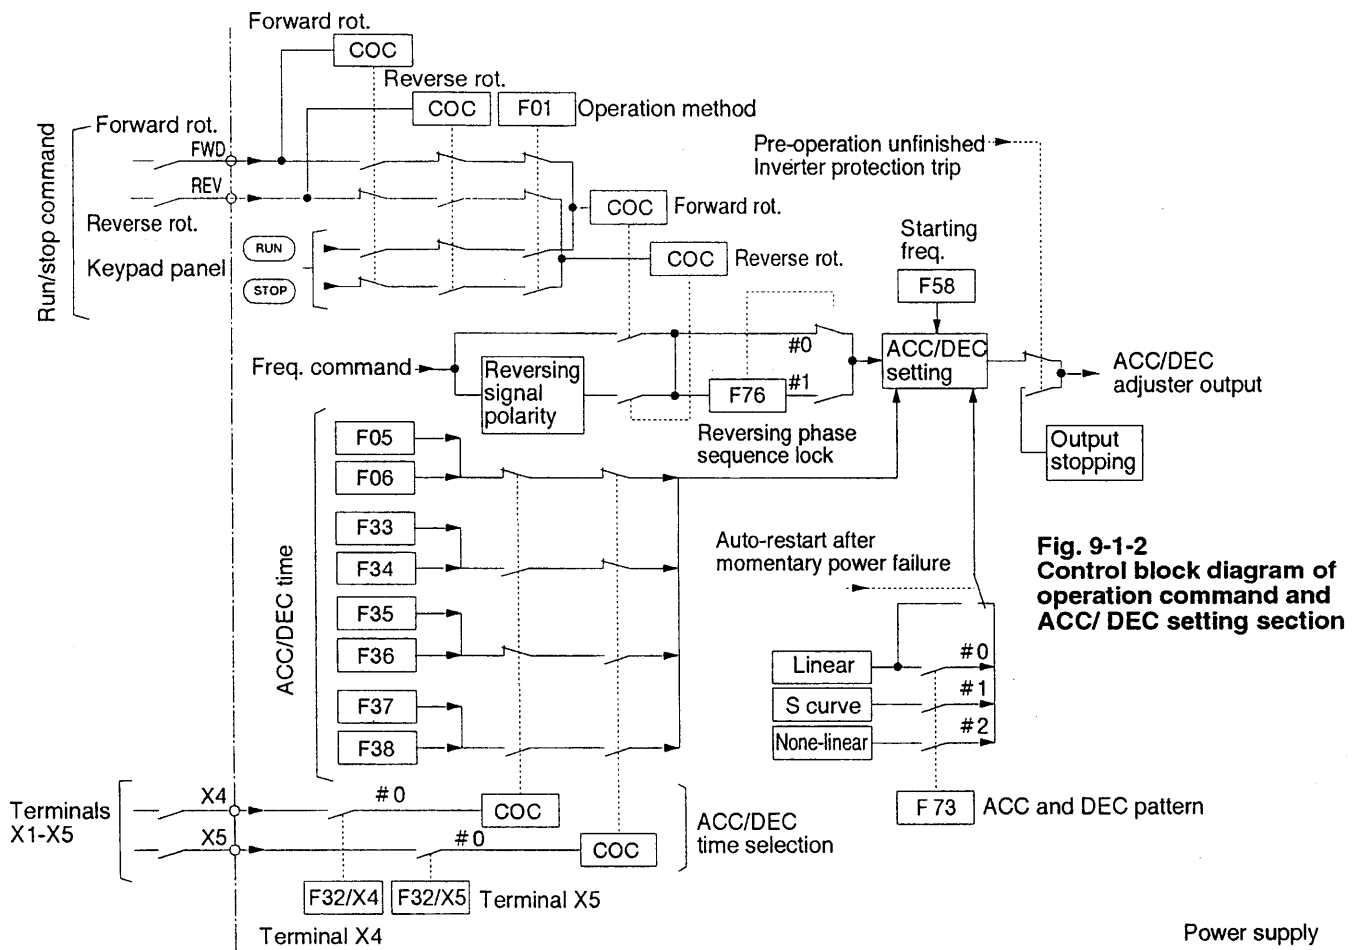 Forward rot.
COC
Reverse rot.
COC
F01
Operation method
Run/stop command
Forward rot.
FWD
REV
Reverse rot.
Keypad panel
RUN
STOP
COC
Forward rot.
COC
Reverse rot.
Pre-operation unfinished
Inverter protection trip
Starting
freq.
F58
Freq. command
Reversing
signal
polarity
#0
F76
#1
Reversing phase
sequence lock
ACC/DEC
setting
ACC/DEC
adjuster output
Output
stopping
ACC/DEC time
F05
F06
F33
F34
F35
F36
F37
F38
Auto-restart after
momentary power failure
Fig. 9-1-2
Control block diagram of
operation command and
ACC/ DEC setting section
Linear
#0
S curve
#1
None-linear
#2
F 73
ACC and DEC pattern
Terminals
X1-X5
X4
#0
COC
X5
#0
COC
ACC/DEC
time selection
F32/X4
F32/X5
Terminal X5
Terminal X4
Power supply